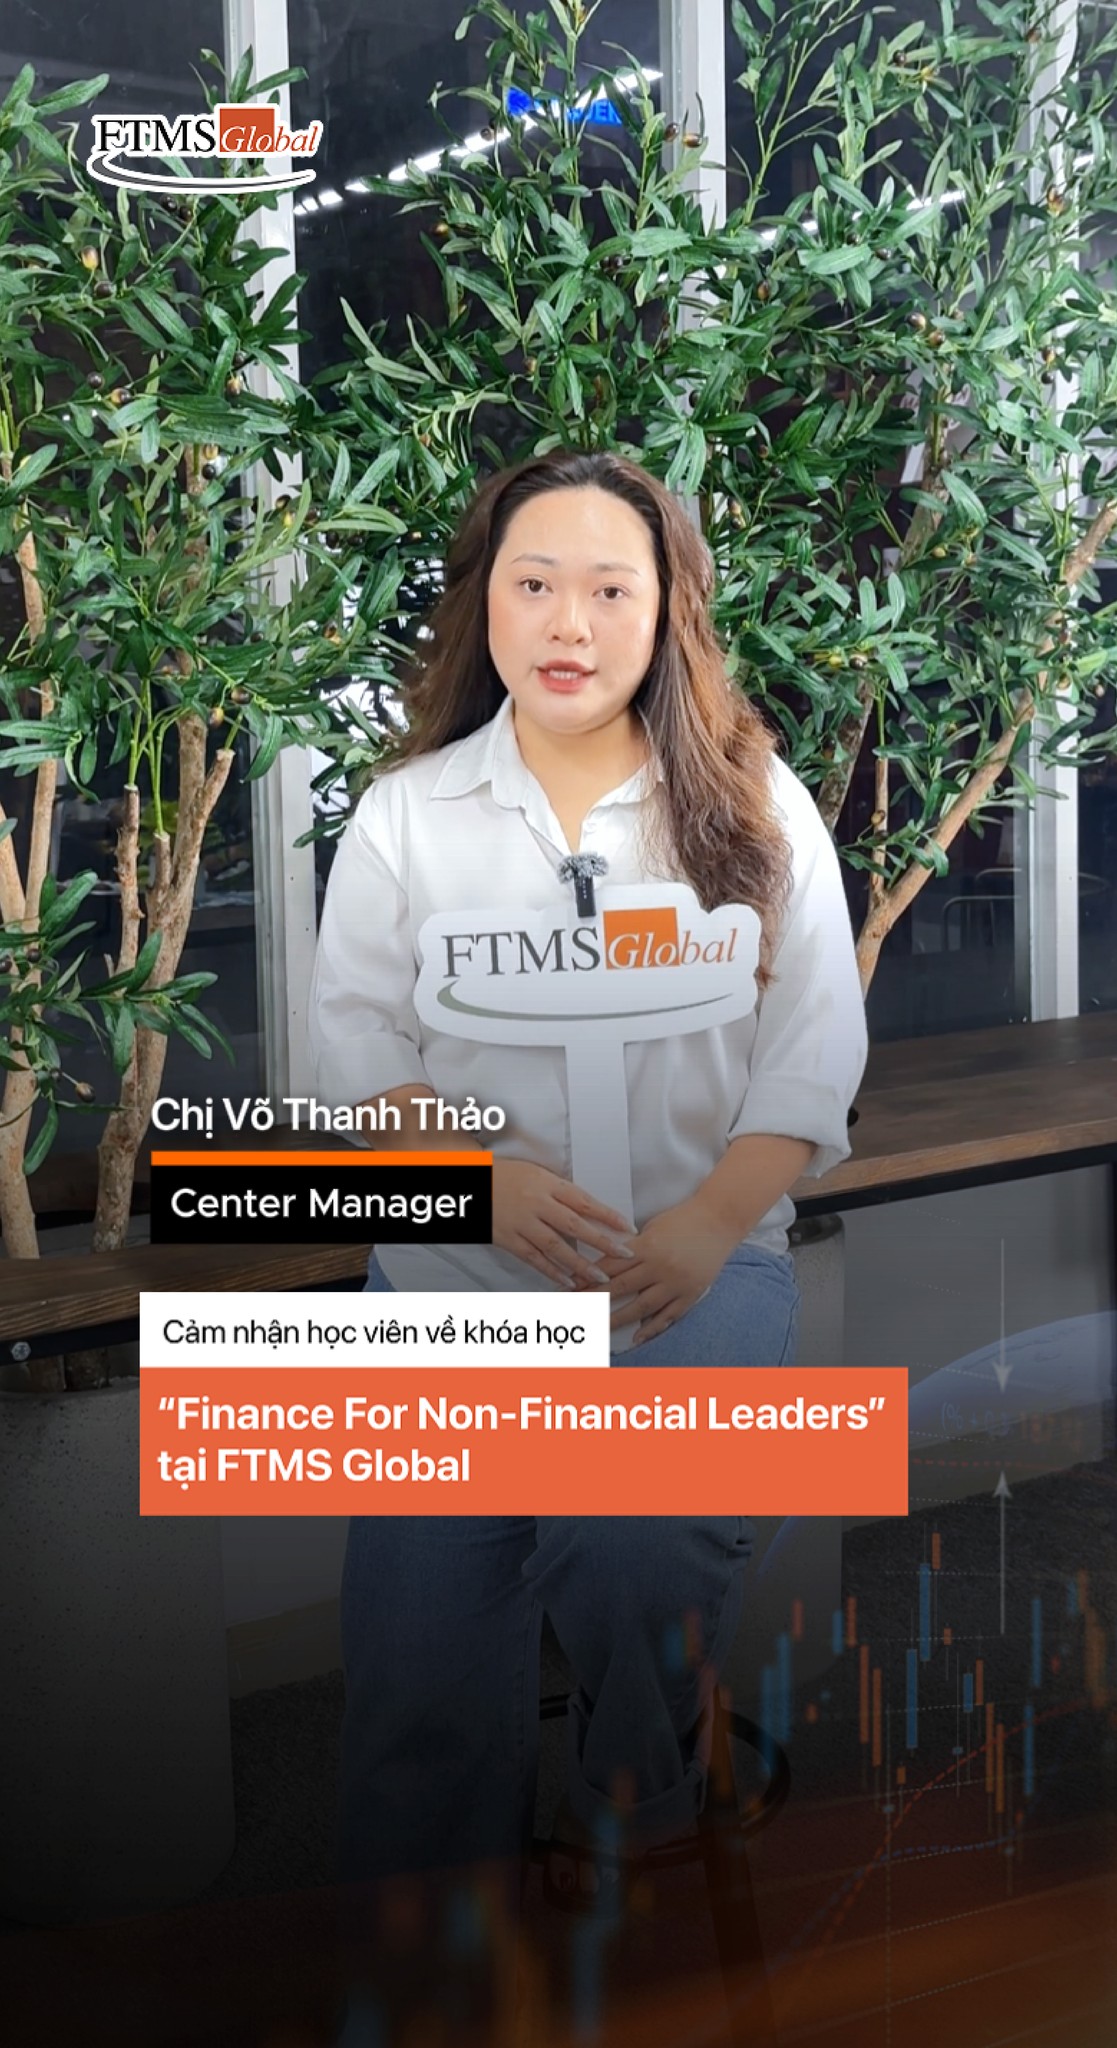 FTMS Global
FTMS Global
Chị Võ Thanh Thảo
Center Manager
Cảm nhận học viên về khóa học
“Finance For Non-Financial Leaders”
tại FTMS Global